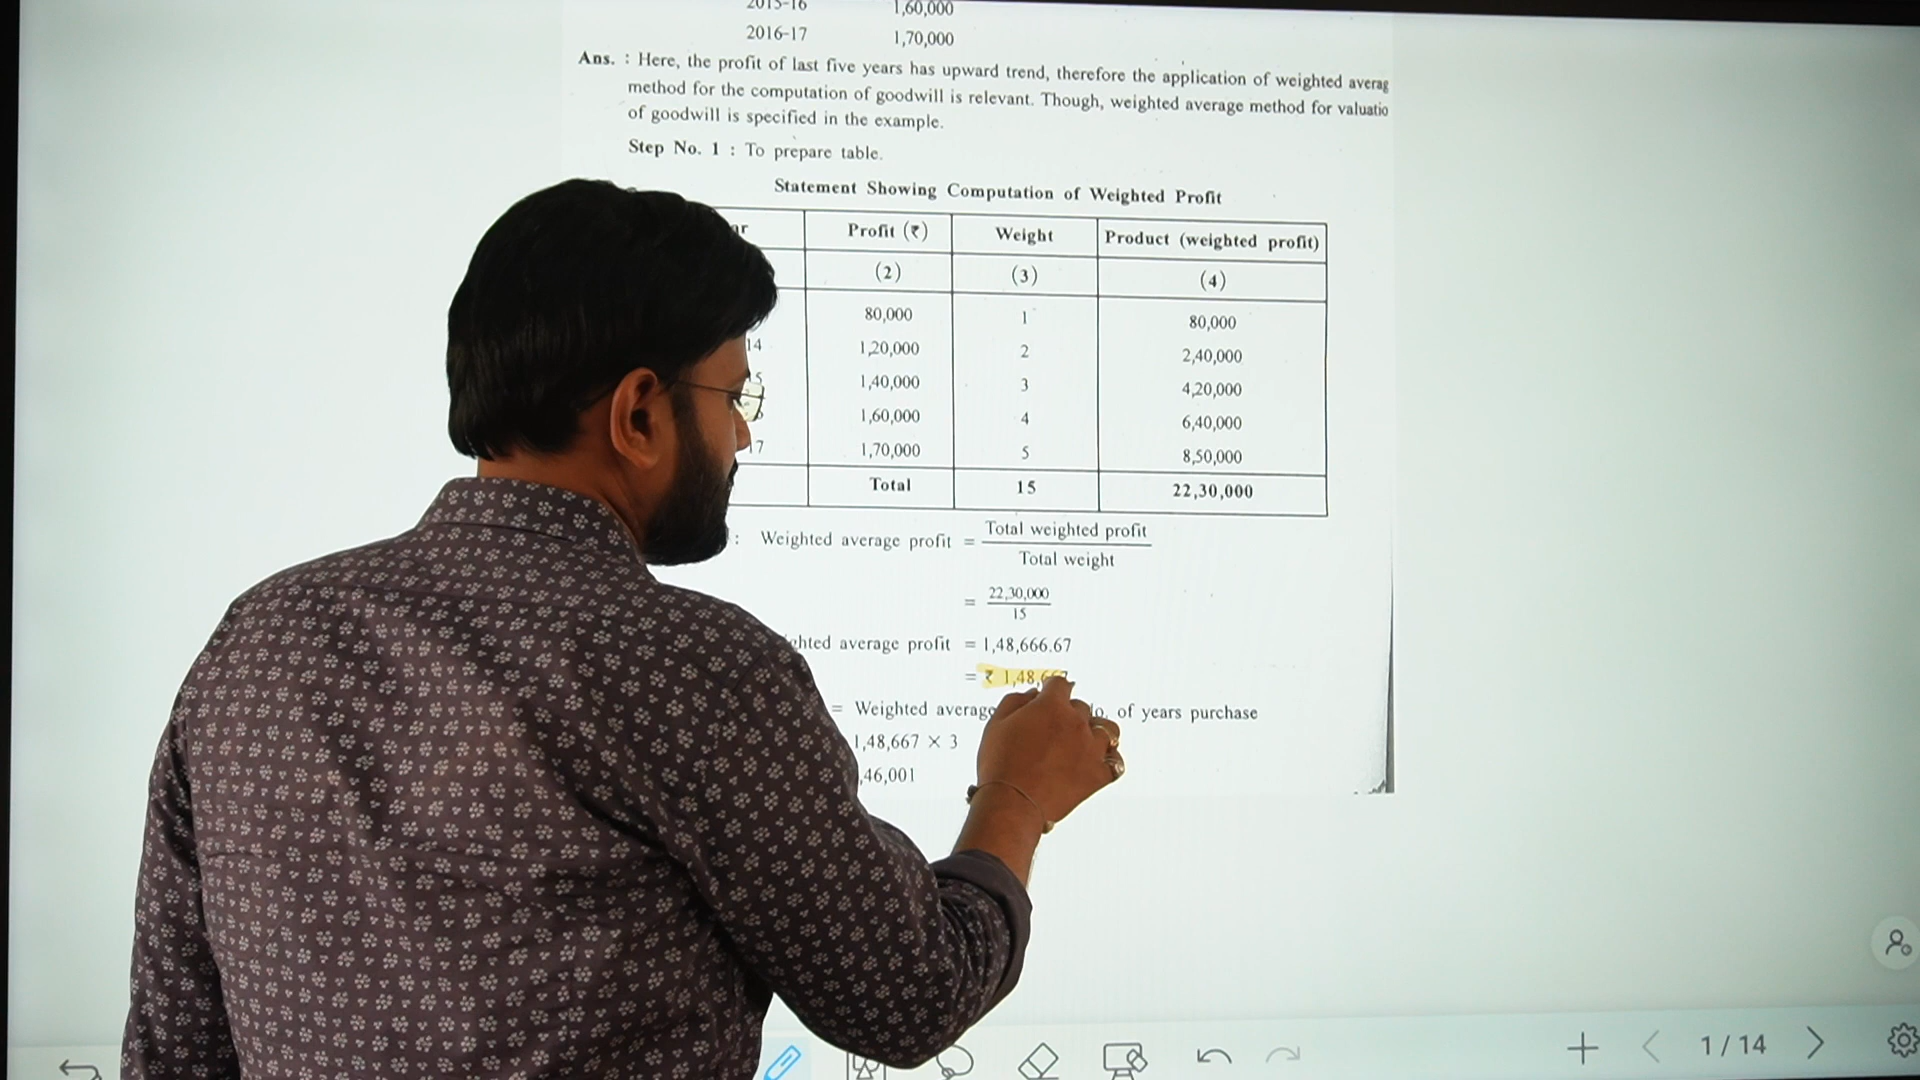 2015-16 1,60,000
2016-17 1,70,000
Ans. : Here, the profit of last five years has upward trend, therefore the application of weighted averag
method for the computation of goodwill is relevant. Though, weighted average method for valuatio
of goodwill is specified in the example.
Step No. 1 : To prepare table.
Statement Showing Computation of Weighted Profit
Profit (₹) Weight Product (weighted profit)
(2) (3) (4)
80,000 1 80,000
14 1,20,000 2 2,40,000
5 1,40,000 3 4,20,000
1,60,000 4 6,40,000
17 1,70,000 5 8,50,000
Total 15 22,30,000
: Weighted average profit = Total weighted profit
Total weight
= 22,30,000
15
ghted average profit = 1,48,666.67
= ₹ 1,48,667
= Weighted average of years purchase
1,48,667 × 3
,46,001
1 / 14